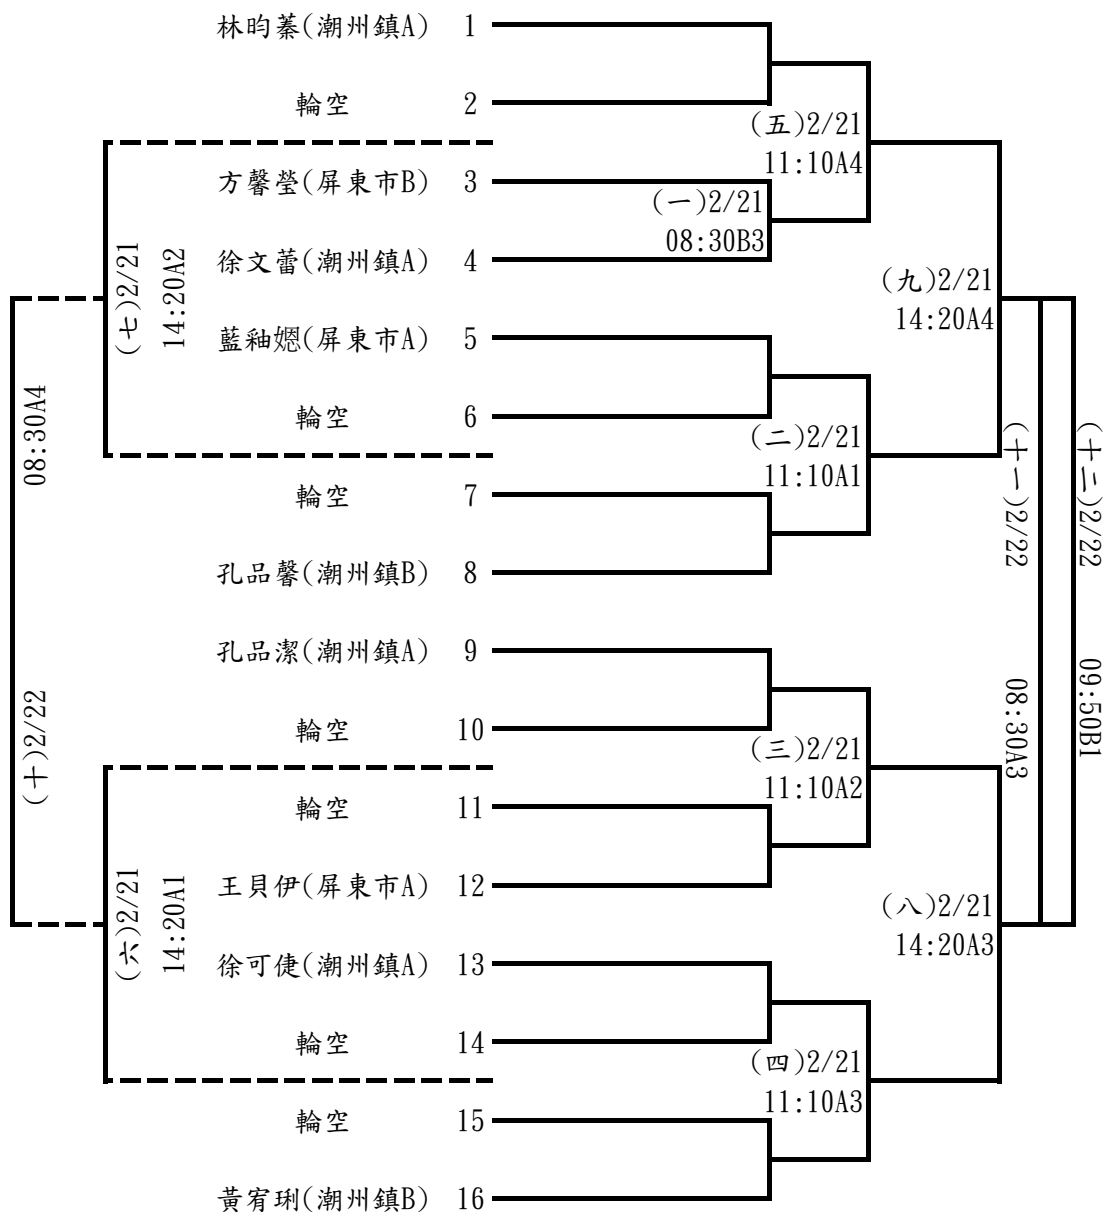 林昀蓁(潮州鎮A) 1
輪空 2
(五)2/21
11:10A4
方馨瑩(屏東市B) 3
(一)2/21
08:30B3
徐文蕾(潮州鎮A) 4
(七)2/21
14:20A2
(九)2/21
14:20A4
藍釉嬺(屏東市A) 5
輪空 6
(二)2/21
11:10A1
輪空 7
孔品馨(潮州鎮B) 8
08:30A4
(十)2/22
(十一)2/22
08:30A3
(十二)2/22
09:50B1
孔品潔(潮州鎮A) 9
輪空 10
(三)2/21
11:10A2
輪空 11
王貝伊(屏東市A) 12
(六)2/21
14:20A1
(八)2/21
14:20A3
徐可倢(潮州鎮A) 13
輪空 14
(四)2/21
11:10A3
輪空 15
黃宥琍(潮州鎮B) 16